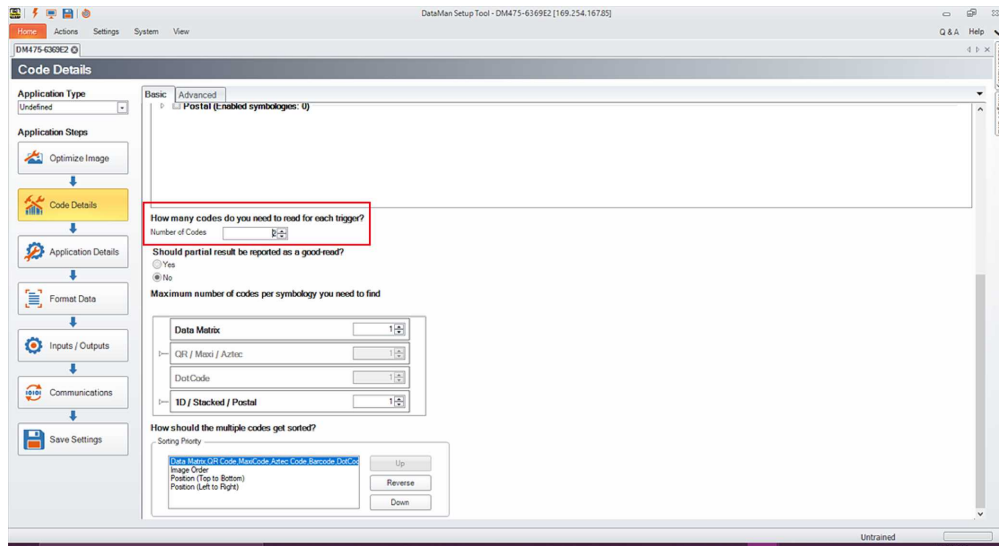 DataMan Setup Tool - DM475-6369E2 [169.254.167.85]
Home Actions Settings System View Q & A Help
DM475-6369E2
Code Details
Application Type
Undefined
Application Steps
Optimize Image
Code Details
Application Details
Format Data
Inputs / Outputs
Communications
Save Settings
Basic Advanced
Postal (Enabled symbologies: 0)
How many codes do you need to read for each trigger?
Number of Codes 2
Should partial result be reported as a good-read?
Yes
No
Maximum number of codes per symbology you need to find
Data Matrix 1
QR / Maxi / Aztec 1
DotCode 1
1D / Stacked / Postal 1
How should the multiple codes get sorted?
Sorting Priority
Data Matrix,QR Code,MaxiCode,Aztec Code,Barcode,DotCod
Image Order
Position (Top to Bottom)
Position (Left to Right)
Up
Reverse
Down
Untrained